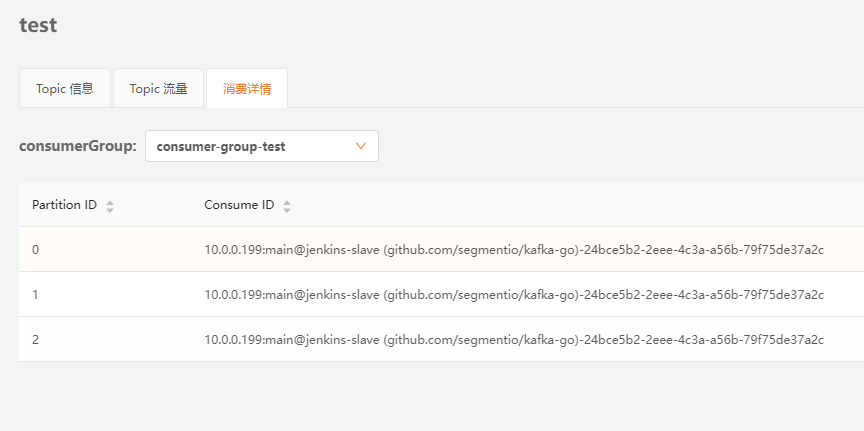 test
Topic 信息 Topic 流量 消费详情
consumerGroup: consumer-group-test
Partition ID Consume ID
0 10.0.0.199:main@jenkins-slave (github.com/segmentio/kafka-go)-24bce5b2-2eee-4c3a-a56b-79f75de37a2c
1 10.0.0.199:main@jenkins-slave (github.com/segmentio/kafka-go)-24bce5b2-2eee-4c3a-a56b-79f75de37a2c
2 10.0.0.199:main@jenkins-slave (github.com/segmentio/kafka-go)-24bce5b2-2eee-4c3a-a56b-79f75de37a2c